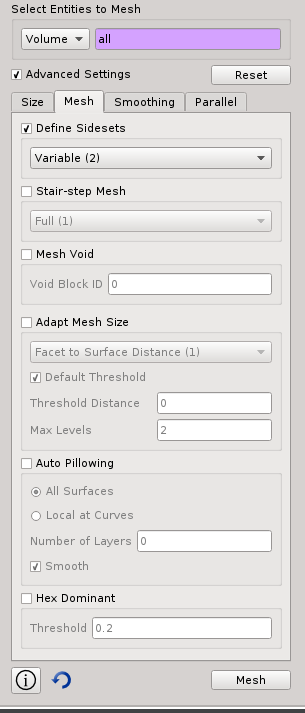 Select Entities to Mesh
Volume all
Advanced Settings Reset
Size Mesh Smoothing Parallel
Define Sidesets
Variable (2)
Stair-step Mesh
Full (1)
Mesh Void
Void Block ID 0
Adapt Mesh Size
Facet to Surface Distance (1)
Default Threshold
Threshold Distance 0
Max Levels 2
Auto Pillowing
All Surfaces
Local at Curves
Number of Layers 0
Smooth
Hex Dominant
Threshold 0.2
i Mesh